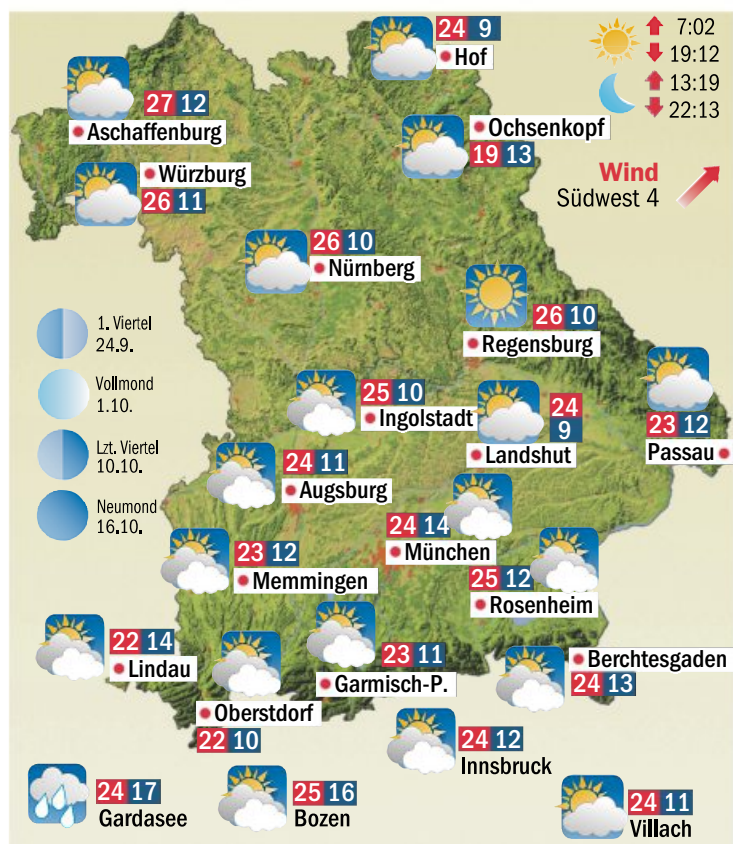 24 9
Hof
7:02
19:12
13:19
22:13
27 12
Aschaffenburg
Ochsenkopf
19 13
Würzburg
26 11
Wind
Südwest 4
26 10
Nürnberg
26 10
Regensburg
1. Viertel
24.9.
Vollmond
1.10.
Lzt. Viertel
10.10.
Neumond
16.10.
25 10
Ingolstadt
24
9
Landshut
23 12
Passau
24 11
Augsburg
24 14
München
23 12
Memmingen
25 12
Rosenheim
22 14
Lindau
23 11
Garmisch-P.
Berchtesgaden
24 13
Oberstdorf
22 10
24 12
Innsbruck
24 17
Gardasee
25 16
Bozen
24 11
Villach